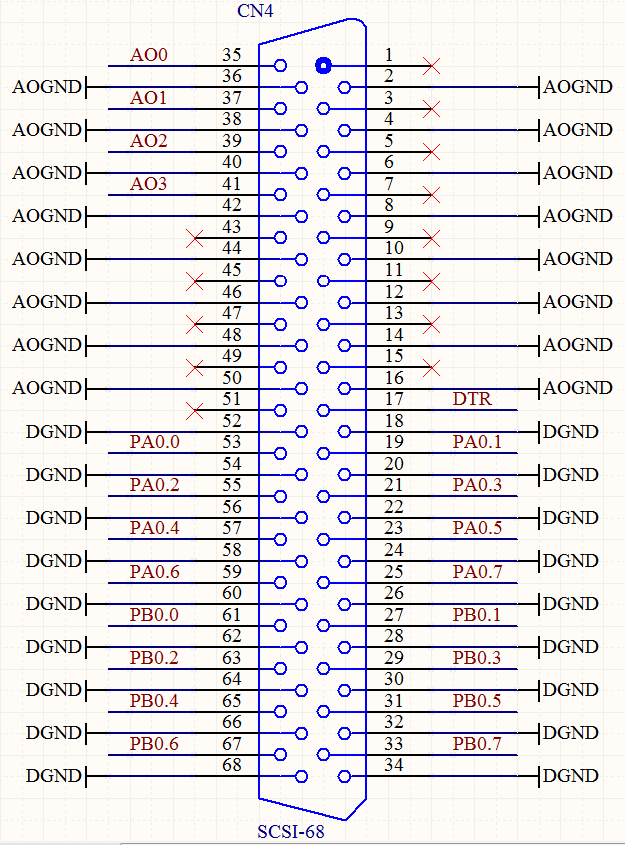 CN4
AO0 35 1
AOGND 36 2 AOGND
AO1 37 3
AOGND 38 4 AOGND
AO2 39 5
AOGND 40 6 AOGND
AO3 41 7
AOGND 42 8 AOGND
43 9
44 10 AOGND
45 11
AOGND 46 12 AOGND
47 13
AOGND 48 14 AOGND
49 15
AOGND 50 16 AOGND
51 17 DTR
DGND 52 18 DGND
PA0.0 53 19 PA0.1
DGND 54 20 DGND
PA0.2 55 21 PA0.3
DGND 56 22 DGND
PA0.4 57 23 PA0.5
DGND 58 24 DGND
PA0.6 59 25 PA0.7
DGND 60 26 DGND
PB0.0 61 27 PB0.1
DGND 62 28 DGND
PB0.2 63 29 PB0.3
DGND 64 30 DGND
PB0.4 65 31 PB0.5
DGND 66 32 DGND
PB0.6 67 33 PB0.7
DGND 68 34 DGND
SCSI-68